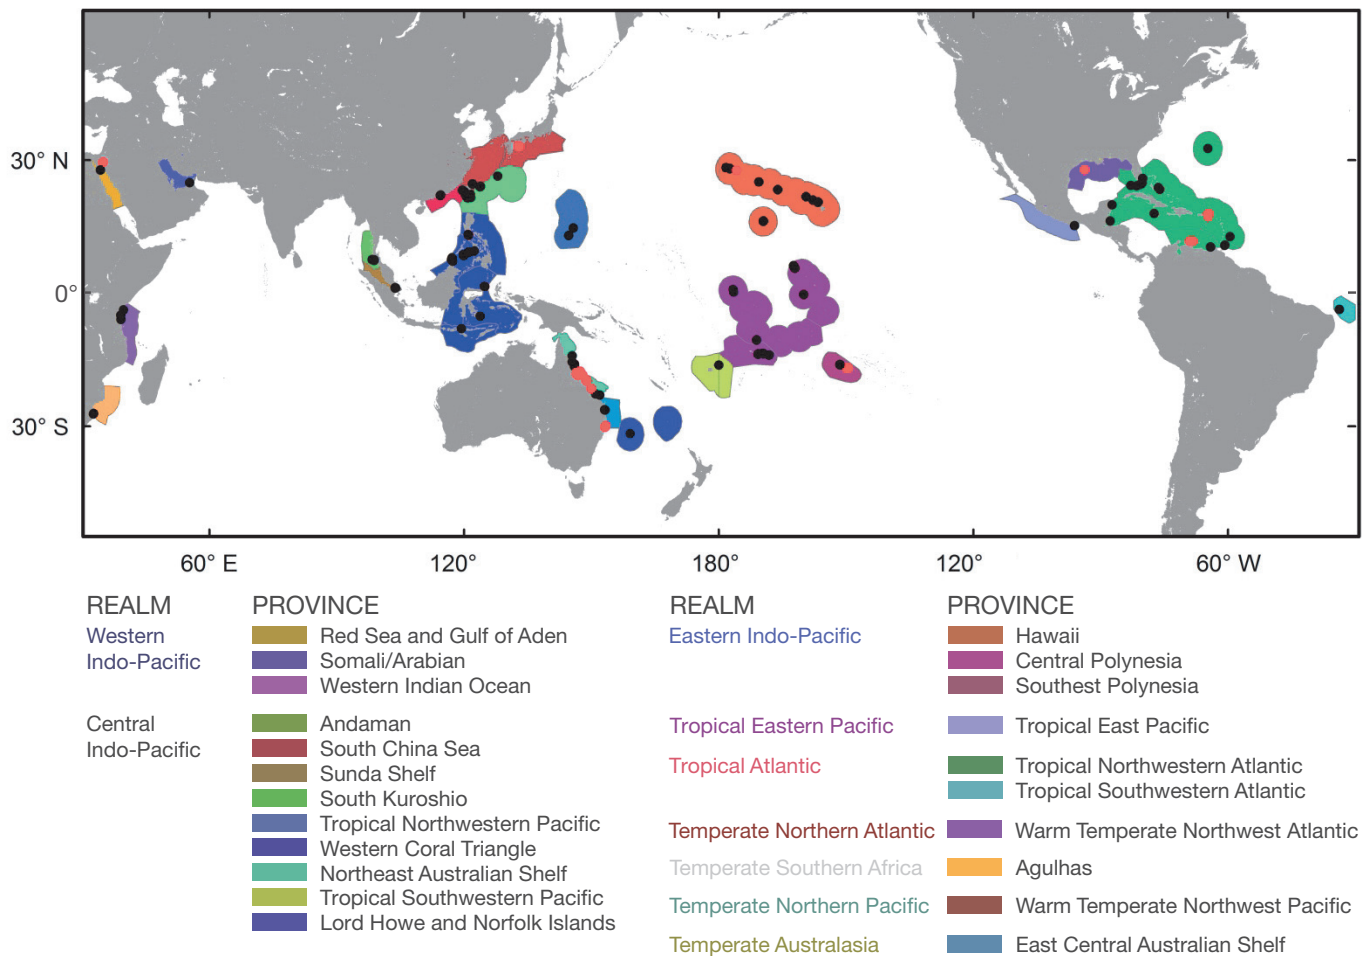 30° N
0°
30° S
60° E
120°
180°
120°
60° W
REALM
PROVINCE
Western
Indo-Pacific
Red Sea and Gulf of Aden
Somali/Arabian
Western Indian Ocean
Central
Indo-Pacific
Andaman
South China Sea
Sunda Shelf
South Kuroshio
Tropical Northwestern Pacific
Western Coral Triangle
Northeast Australian Shelf
Tropical Southwestern Pacific
Lord Howe and Norfolk Islands
REALM
PROVINCE
Eastern Indo-Pacific
Hawaii
Central Polynesia
Southest Polynesia
Tropical Eastern Pacific
Tropical East Pacific
Tropical Atlantic
Tropical Northwestern Atlantic
Tropical Southwestern Atlantic
Temperate Northern Atlantic
Warm Temperate Northwest Atlantic
Temperate Southern Africa
Agulhas
Temperate Northern Pacific
Warm Temperate Northwest Pacific
Temperate Australasia
East Central Australian Shelf